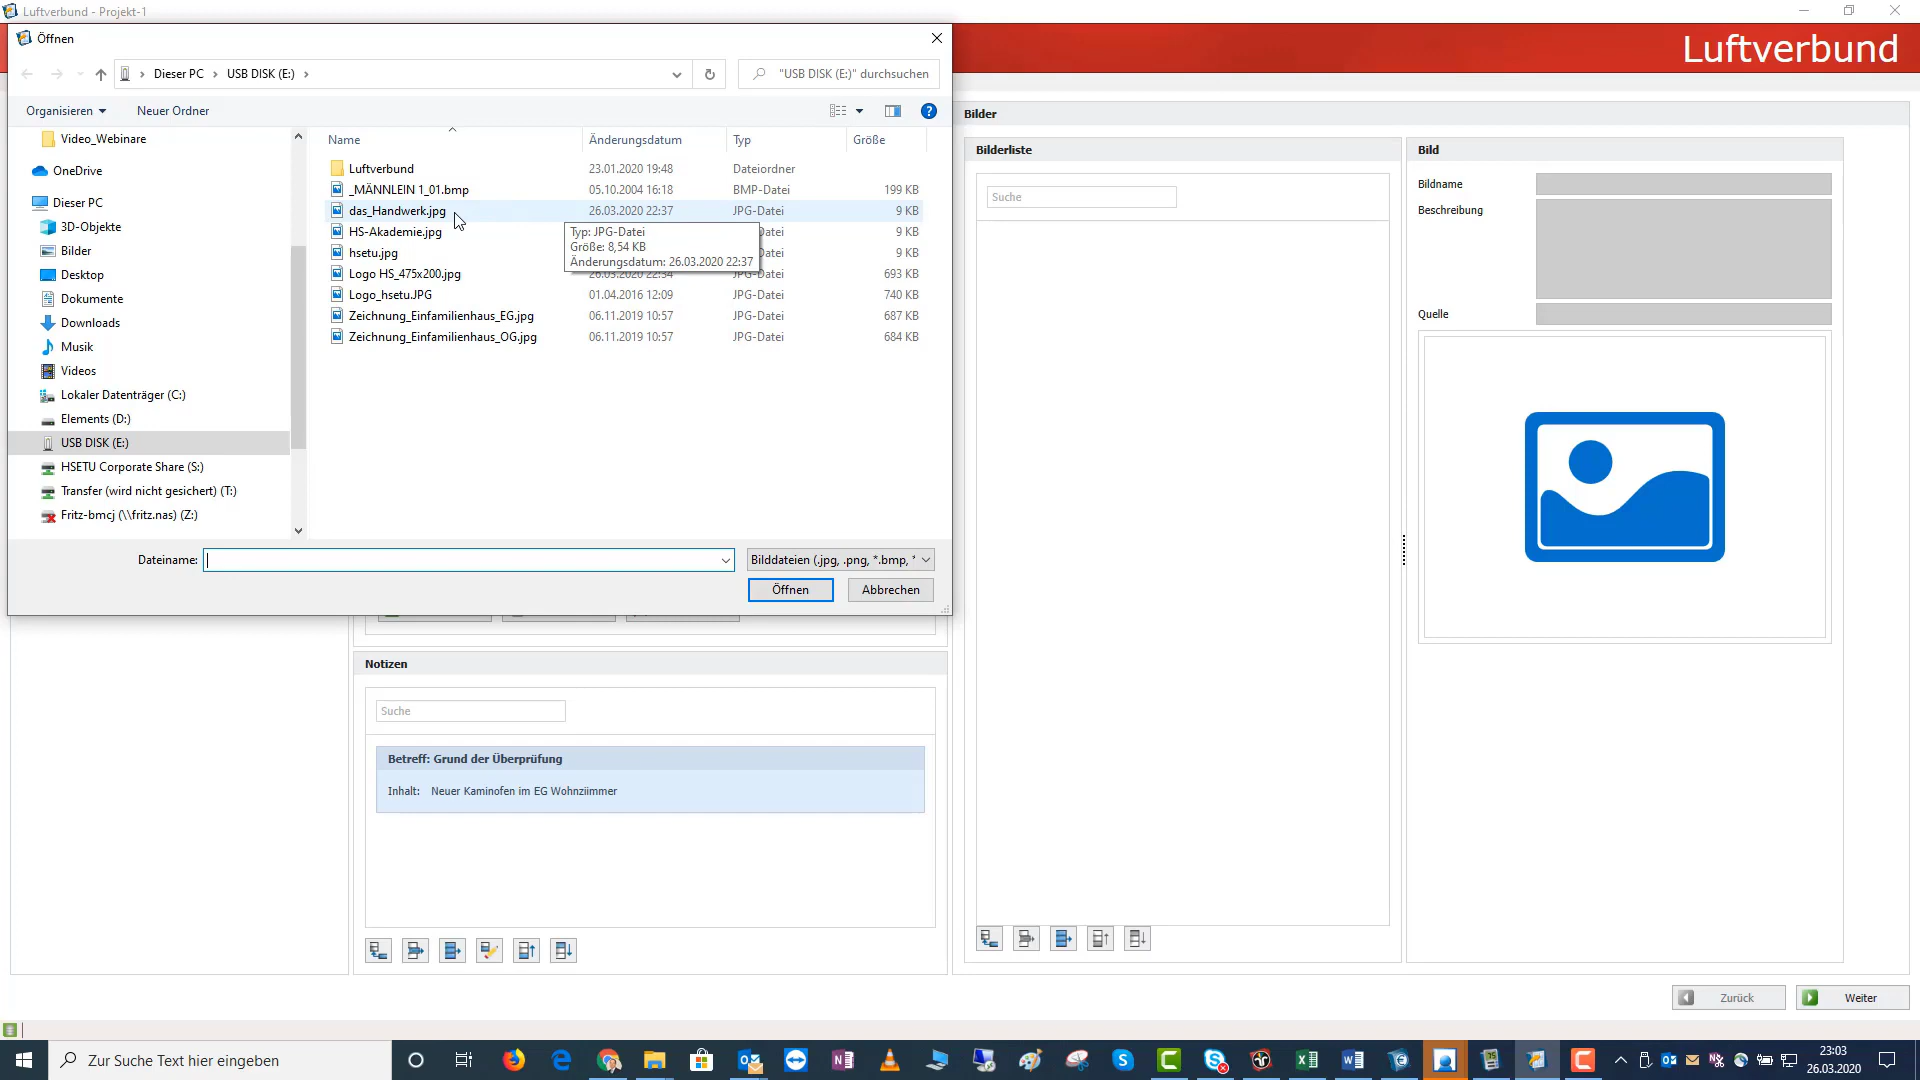 Luftverbund - Projekt-1
Luftverbund
Öffnen
Dieser PC
USB DISK (E:)
"USB DISK (E:)" durchsuchen
Organisieren
Neuer Ordner
Video_Webinare
OneDrive
Dieser PC
3D-Objekte
Bilder
Desktop
Dokumente
Downloads
Musik
Videos
Lokaler Datenträger (C:)
Elements (D:)
USB DISK (E:)
HSETU Corporate Share (S:)
Transfer (wird nicht gesichert) (T:)
Fritz-bmcj (\\fritz.nas) (Z:)
Name Änderungsdatum Typ Größe
Luftverbund 23.01.2020 19:48 Dateiordner
_MÄNNLEIN 1_01.bmp 05.10.2004 16:18 BMP-Datei 199 KB
das_Handwerk.jpg 26.03.2020 22:37 JPG-Datei 9 KB
HS-Akademie.jpg 9 KB
hsetu.jpg 9 KB
Logo HS_475x200.jpg 26.03.2020 22:34 JPG-Datei 693 KB
Logo_hsetu.JPG 01.04.2016 12:09 JPG-Datei 740 KB
Zeichnung_Einfamilienhaus_EG.jpg 06.11.2019 10:57 JPG-Datei 687 KB
Zeichnung_Einfamilienhaus_OG.jpg 06.11.2019 10:57 JPG-Datei 684 KB
Typ: JPG-Datei
Größe: 8,54 KB
Änderungsdatum: 26.03.2020 22:37
Dateiname:
Bilddateien (.jpg, .png, *.bmp, *
Öffnen
Abbrechen
Notizen
Suche
Betreff: Grund der Überprüfung
Inhalt: Neuer Kaminofen im EG Wohnziimmer
Bilder
Bilderliste
Suche
Bild
Bildname
Beschreibung
Quelle
Zurück
Weiter
Zur Suche Text hier eingeben
23:03
26.03.2020